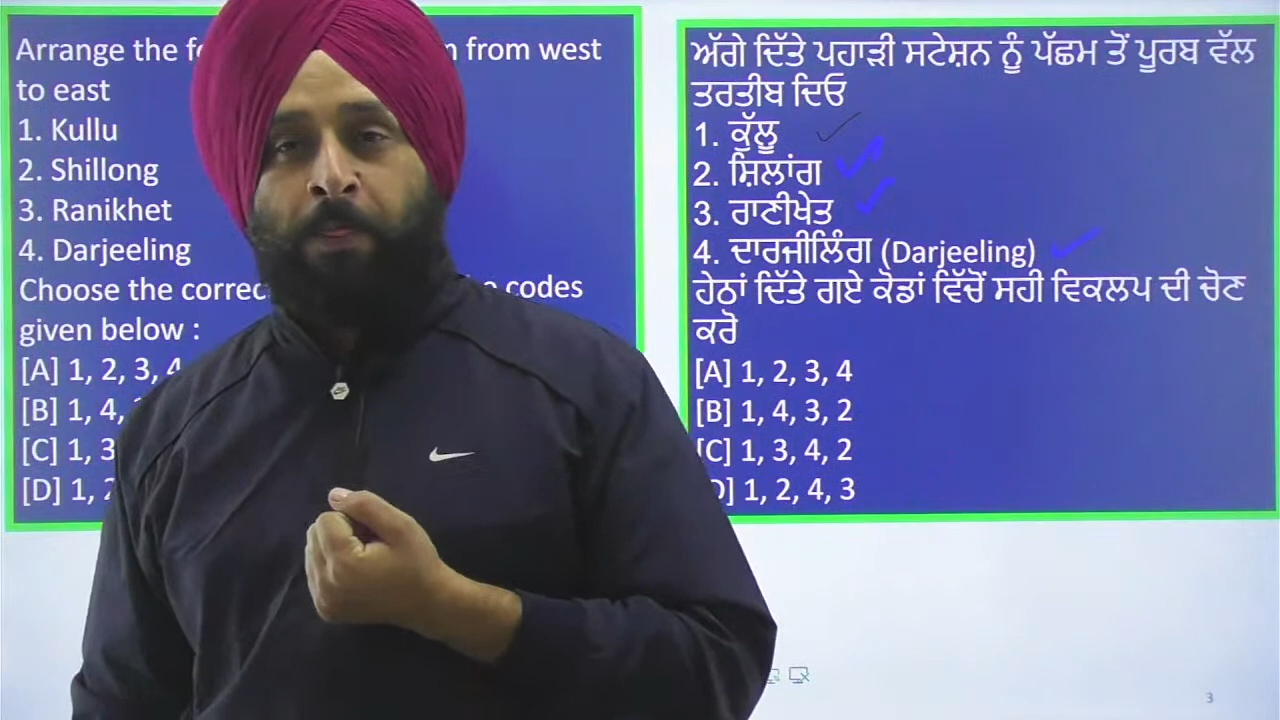 Arrange the from west
to east
1. Kullu
2. Shillong
3. Ranikhet
4. Darjeeling
Choose the codes
given below :
[A] 1, 2, 3, 4
[B] 1, 4,
[C] 1, 3
[D] 1, 2
ਅੱਗੇ ਦਿੱਤੇ ਪਹਾੜੀ ਸਟੇਸ਼ਨ ਨੂੰ ਪੱਛਮ ਤੋਂ ਪੂਰਬ ਵੱਲ
ਤਰਤੀਬ ਦਿਓ
1. ਕੁੱਲੂ
2. ਸ਼ਿਲਾਂਗ
3. ਰਾਣੀਖੇਤ
4. ਦਾਰਜੀਲਿੰਗ (Darjeeling)
ਹੇਠਾਂ ਦਿੱਤੇ ਗਏ ਕੋਡਾਂ ਵਿੱਚੋਂ ਸਹੀ ਵਿਕਲਪ ਦੀ ਚੋਣ
ਕਰੋ
[A] 1, 2, 3, 4
[B] 1, 4, 3, 2
[C] 1, 3, 4, 2
D] 1, 2, 4, 3
3